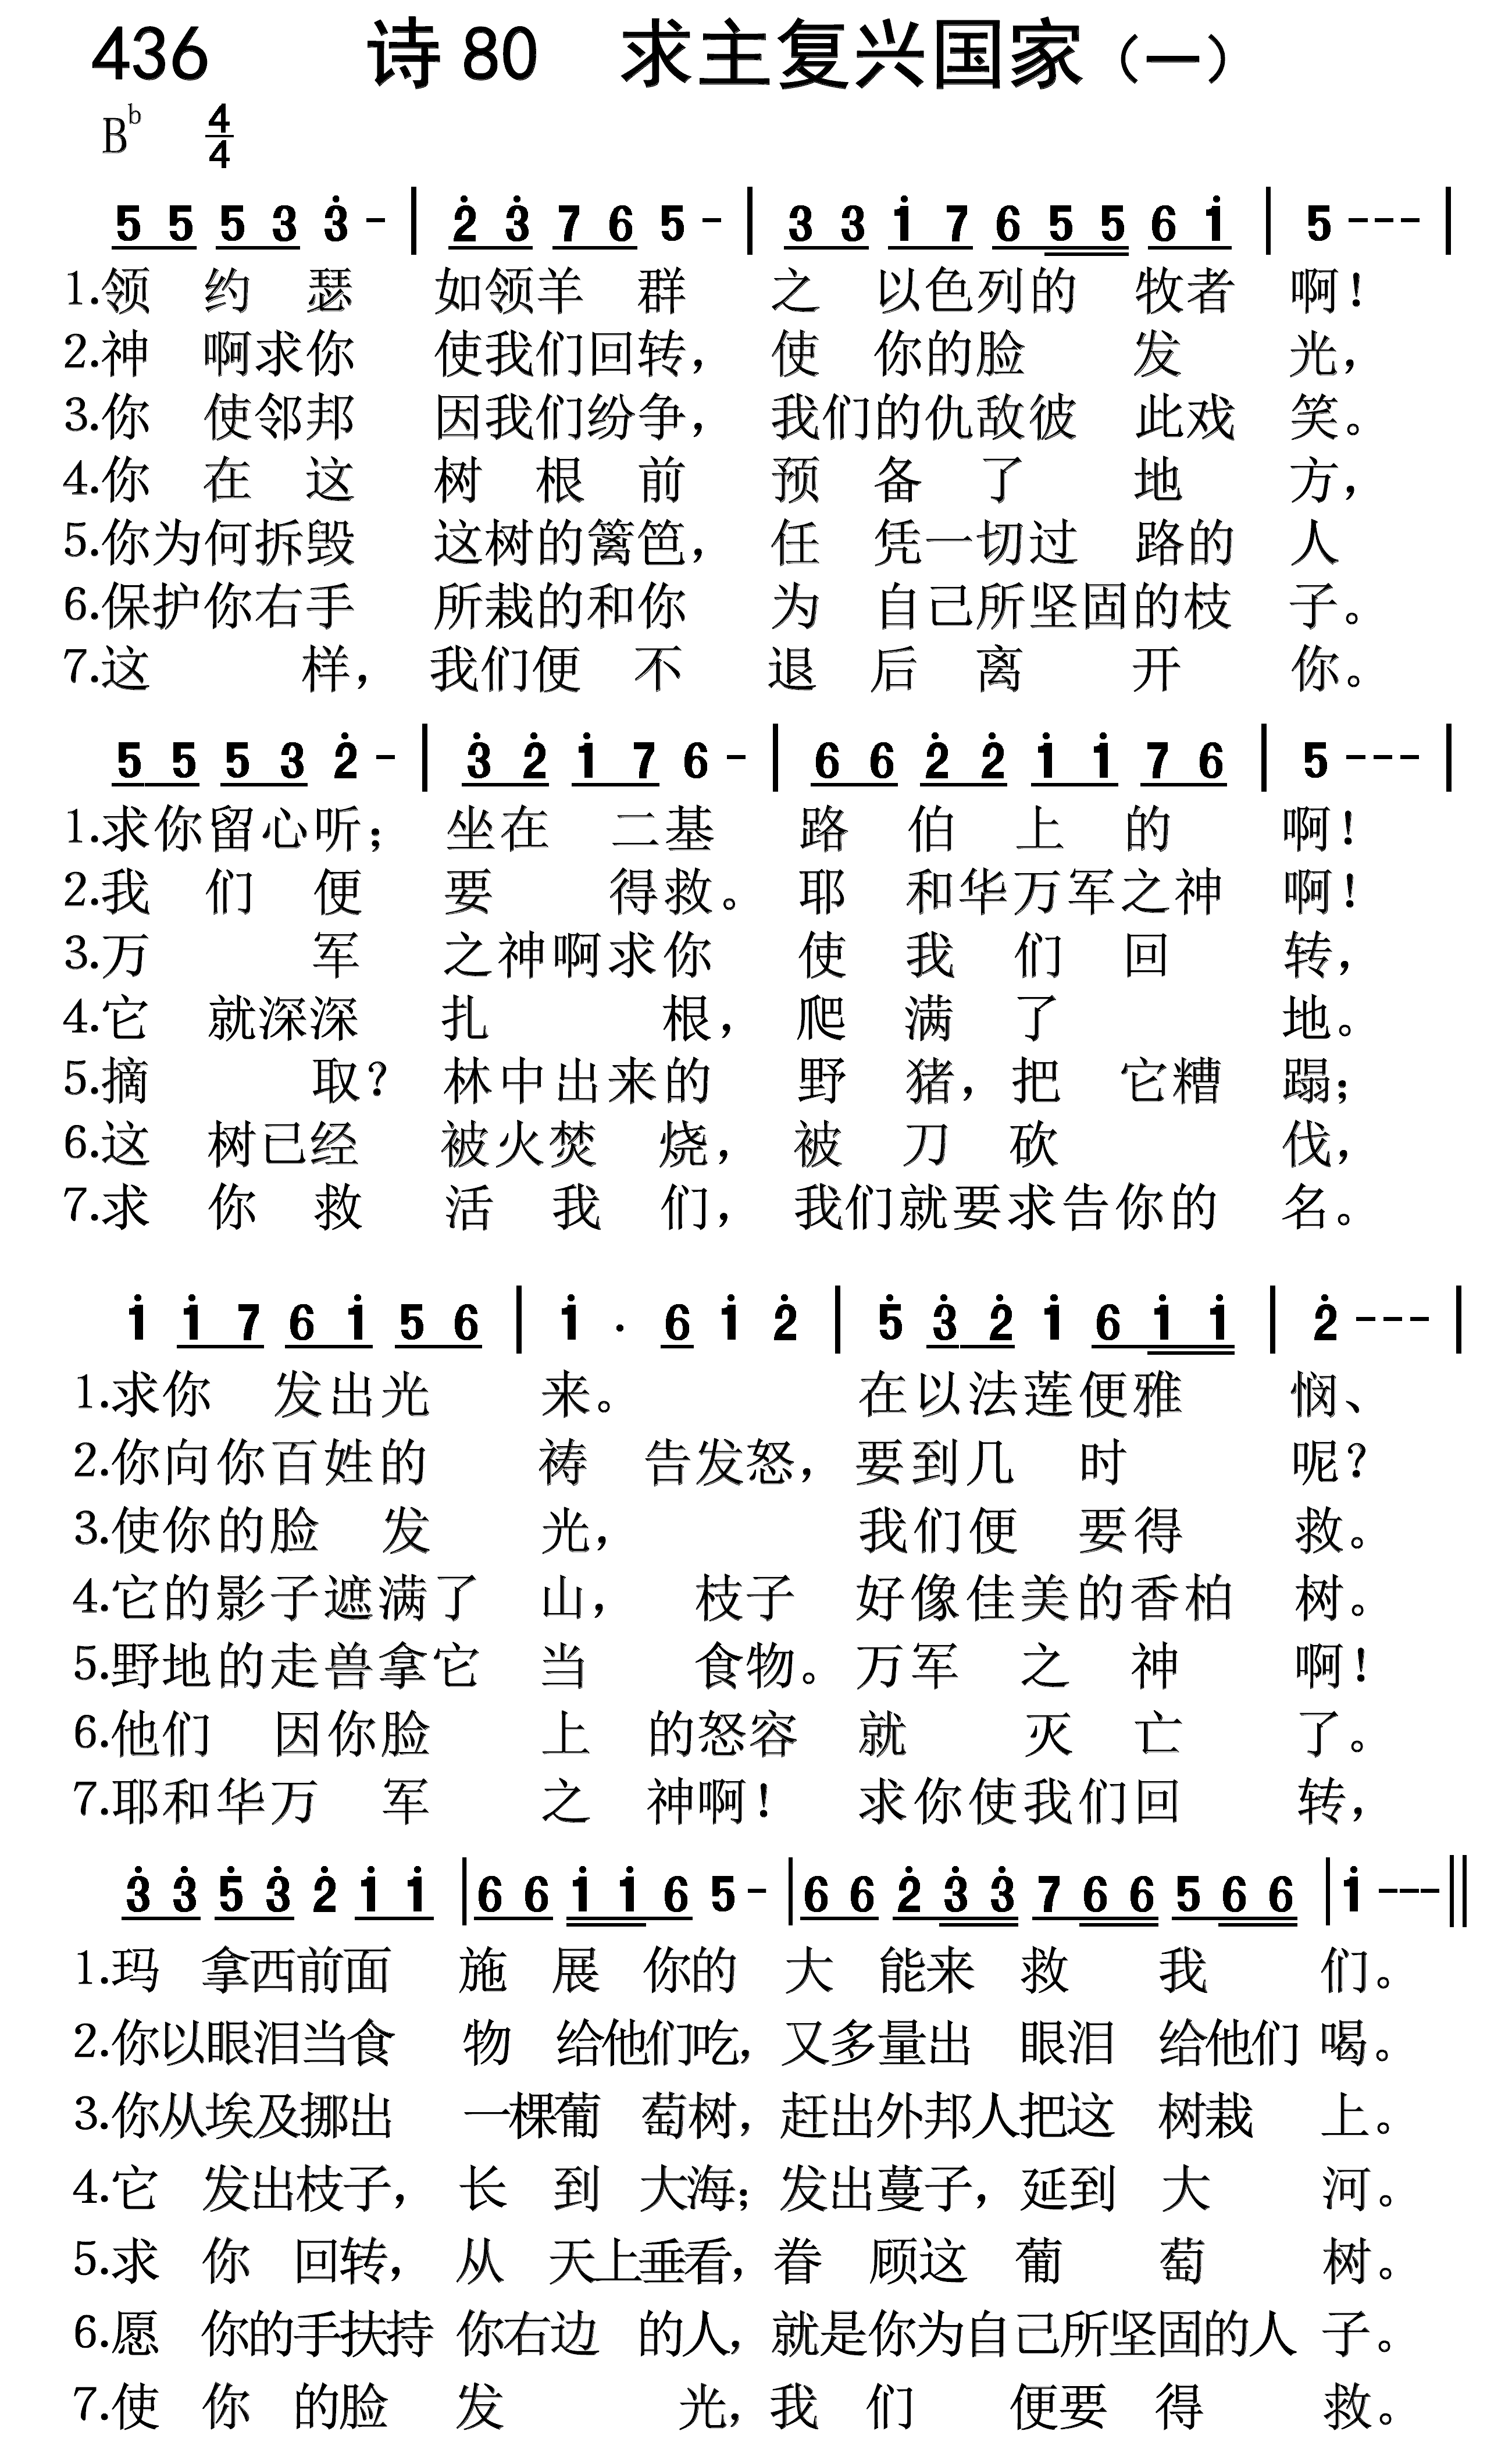 436 诗 80 求主复兴国家（一）
B♭ 4/4
5 5 5 3 3̇ - | 2̇ 3̇ 7 6 5 - | 3 3 1̇ 7 6 5 5 6 1̇ | 5 - - - |
1.领 约 瑟 如领羊 群 之 以色列的 牧者 啊！
2.神 啊求你 使我们回转， 使 你的脸 发 光，
3.你 使邻邦 因我们纷争， 我们的仇敌彼 此戏 笑。
4.你 在 这 树 根 前 预 备 了 地 方，
5.你为何拆毁 这树的篱笆， 任 凭一切过 路的 人
6.保护你右手 所栽的和你 为 自己所坚固的枝 子。
7.这 样， 我们便 不 退 后 离 开 你。
5 5 5 3 2̇ - | 3̇ 2̇ 1̇ 7 6 - | 6 6 2̇ 2̇ 1̇ 1̇ 7 6 | 5 - - - |
1.求你留心听； 坐在 二基 路 伯 上 的 啊！
2.我 们 便 要 得救。 耶 和华万军之神 啊！
3.万 军 之神啊求你 使 我 们 回 转，
4.它 就深深 扎 根， 爬 满 了 地。
5.摘 取？ 林中出来的 野 猪，把 它糟 蹋；
6.这 树已经 被火焚 烧， 被 刀 砍 伐，
7.求 你 救 活 我 们， 我们就要求告你的 名。
1̇ 1̇ 7 6 1̇ 5 6 | 1̇ . 6 1̇ 2̇ | 5̇ 3̇ 2̇ 1̇ 6 1̇ 1̇ | 2̇ - - - |
1.求你 发出光 来。 在以法莲便雅 悯、
2.你向你百姓的 祷 告发怒，要到几 时 呢？
3.使你的脸 发 光， 我们便 要得 救。
4.它的影子遮满了 山， 枝子 好像佳美的香柏 树。
5.野地的走兽拿它 当 食物。万军 之 神 啊！
6.他们 因你脸 上 的怒容 就 灭 亡 了。
7.耶和华万 军 之 神啊！ 求你使我们回 转，
3̇ 3̇ 5̇ 3̇ 2̇ 1̇ 1̇ | 6 6 1̇ 1̇ 6 5 - | 6 6 2̇ 3̇ 3̇ 7 6 6 5 6 6 | 1̇ - - - ‖
1.玛 拿西前面 施 展 你的 大 能来 救 我 们。
2.你以眼泪当食 物 给他们吃，又多量出 眼泪 给他们 喝。
3.你从埃及挪出 一棵葡 萄树，赶出外邦人把这 树栽 上。
4.它 发出枝子， 长 到 大海；发出蔓子，延到 大 河。
5.求 你 回转， 从 天上垂看，眷 顾这 葡 萄 树。
6.愿 你的手扶持 你右边 的人，就是你为自己所坚固的人 子。
7.使 你 的脸 发 光，我 们 便要 得 救。